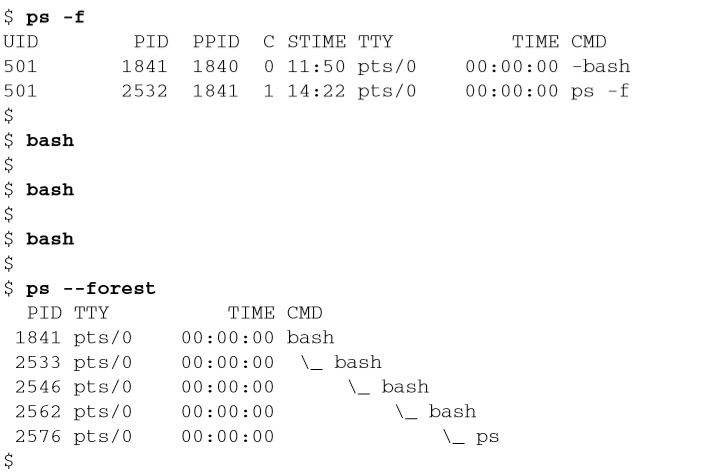 $ ps -f
UID        PID  PPID  C STIME TTY          TIME CMD
501       1841  1840  0 11:50 pts/0    00:00:00 -bash
501       2532  1841  1 14:22 pts/0    00:00:00 ps -f
$
$ bash
$
$ bash
$
$ bash
$
$ ps --forest
  PID TTY          TIME CMD
 1841 pts/0    00:00:00 bash
 2533 pts/0    00:00:00  \_ bash
 2546 pts/0    00:00:00      \_ bash
 2562 pts/0    00:00:00          \_ bash
 2576 pts/0    00:00:00              \_ ps
$